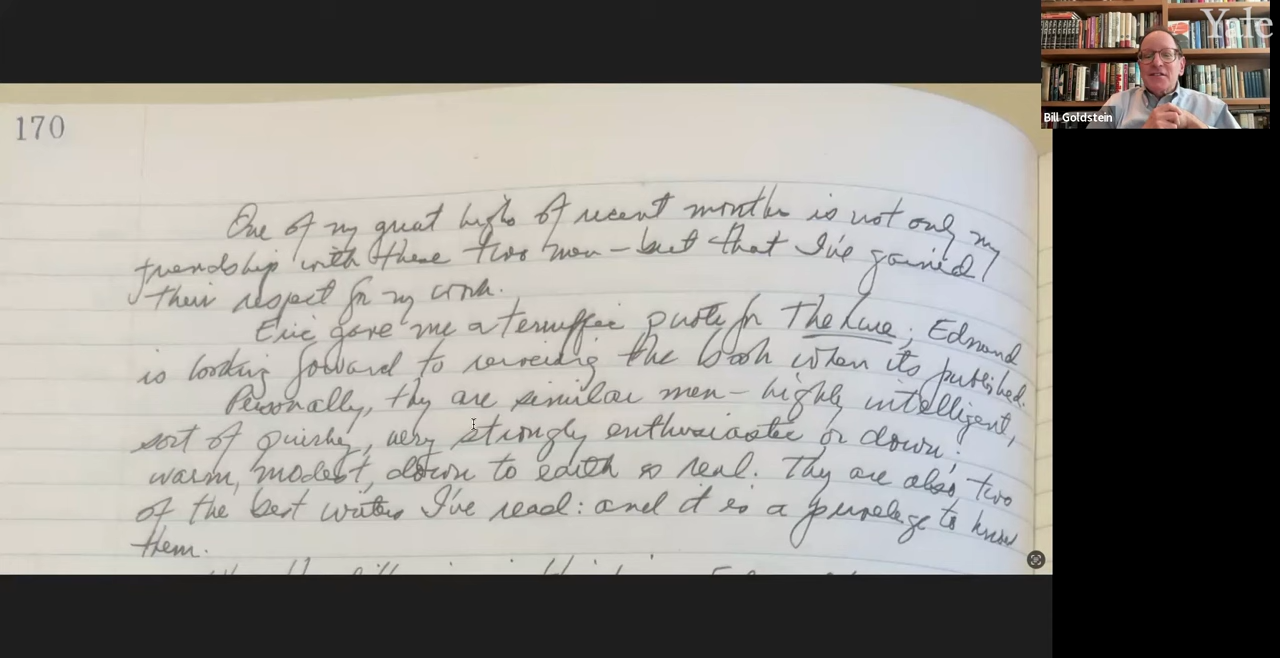 Yale
Bill Goldstein
170
One of my great highs of recent months is not only my
friendship with these two men – but that I've gained
their respect for my work.
Eric gave me a terrific quote for The Lure; Edmund
is looking forward to reviewing the book when its published.
Personally, they are similar men – highly intelligent,
sort of quirky, very strongly enthusiastic or down,
warm, modest, down to earth & real. They are also two
of the best writers I've read: and it is a privelege to know
them.